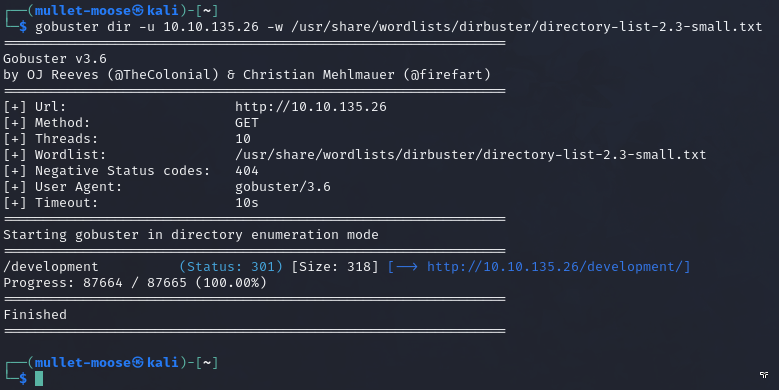 ┌──(mullet-moose㉿kali)-[~]
└─$ gobuster dir -u 10.10.135.26 -w /usr/share/wordlists/dirbuster/directory-list-2.3-small.txt
===============================================================
Gobuster v3.6
by OJ Reeves (@TheColonial) & Christian Mehlmauer (@firefart)
===============================================================
[+] Url:                     http://10.10.135.26
[+] Method:                  GET
[+] Threads:                 10
[+] Wordlist:                /usr/share/wordlists/dirbuster/directory-list-2.3-small.txt
[+] Negative Status codes:   404
[+] User Agent:              gobuster/3.6
[+] Timeout:                 10s
===============================================================
Starting gobuster in directory enumeration mode
===============================================================
/development          (Status: 301) [Size: 318] [--> http://10.10.135.26/development/]
Progress: 87664 / 87665 (100.00%)
===============================================================
Finished
===============================================================
┌──(mullet-moose㉿kali)-[~]
└─$